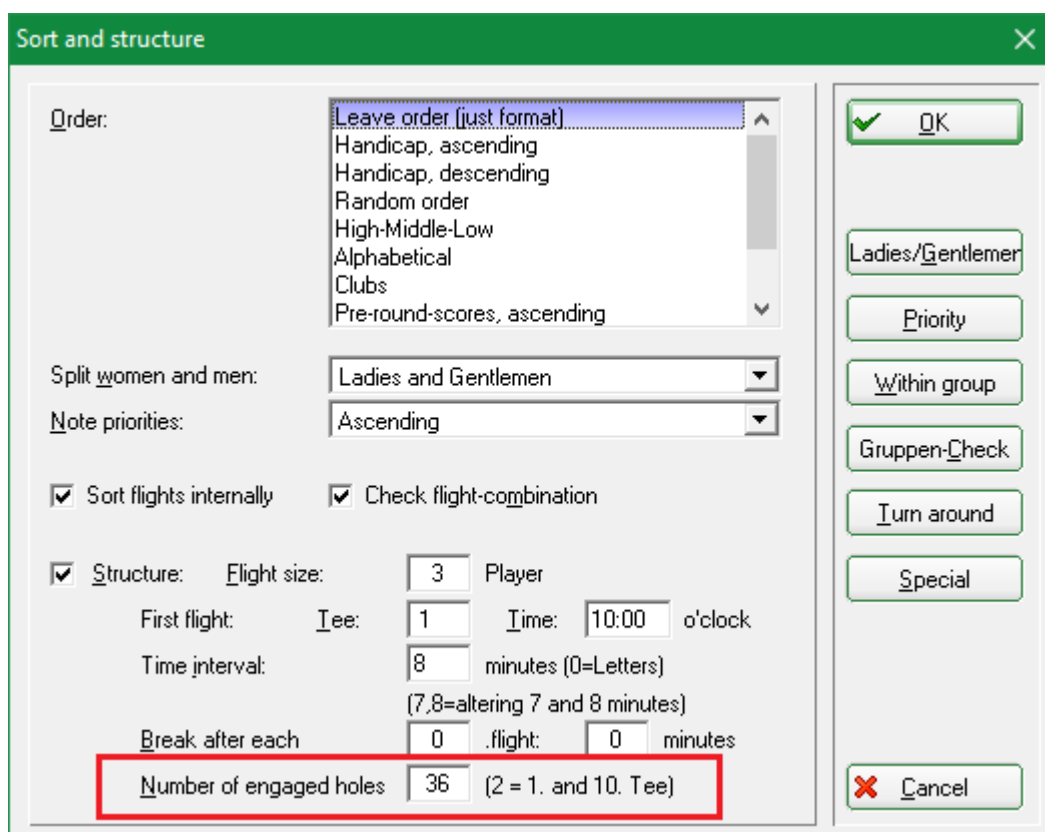 Sort and structure
Order:
Leave order (just format)
Handicap, ascending
Handicap, descending
Random order
High-Middle-Low
Alphabetical
Clubs
Pre-round-scores, ascending
Split women and men: Ladies and Gentlemen
Note priorities: Ascending
Sort flights internally Check flight-combination
Structure: Flight size: 3 Player
First flight: Tee: 1 Time: 10:00 o'clock
Time interval: 8 minutes (0=Letters)
(7,8=altering 7 and 8 minutes)
Break after each 0 .flight: 0 minutes
Number of engaged holes 36 (2 = 1. and 10. Tee)
OK
Ladies/Gentlemen
Priority
Within group
Gruppen-Check
Turn around
Special
Cancel